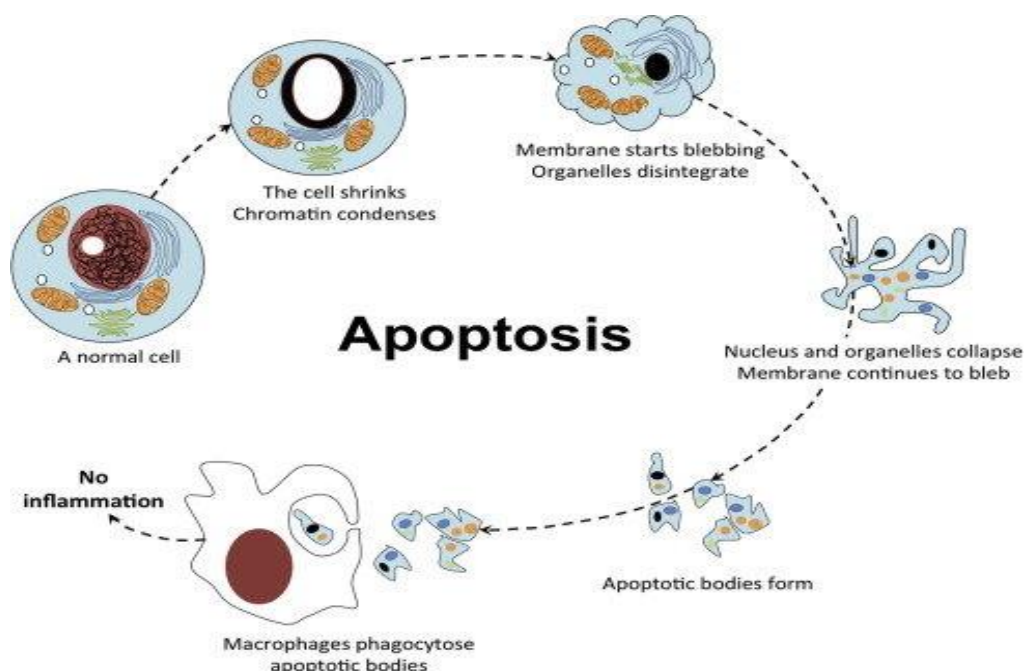 A normal cell
The cell shrinks
Chromatin condenses
Membrane starts blebbing
Organelles disintegrate
Apoptosis
Nucleus and organelles collapse
Membrane continues to bleb
Apoptotic bodies form
Macrophages phagocytose
apoptotic bodies
No
inflammation